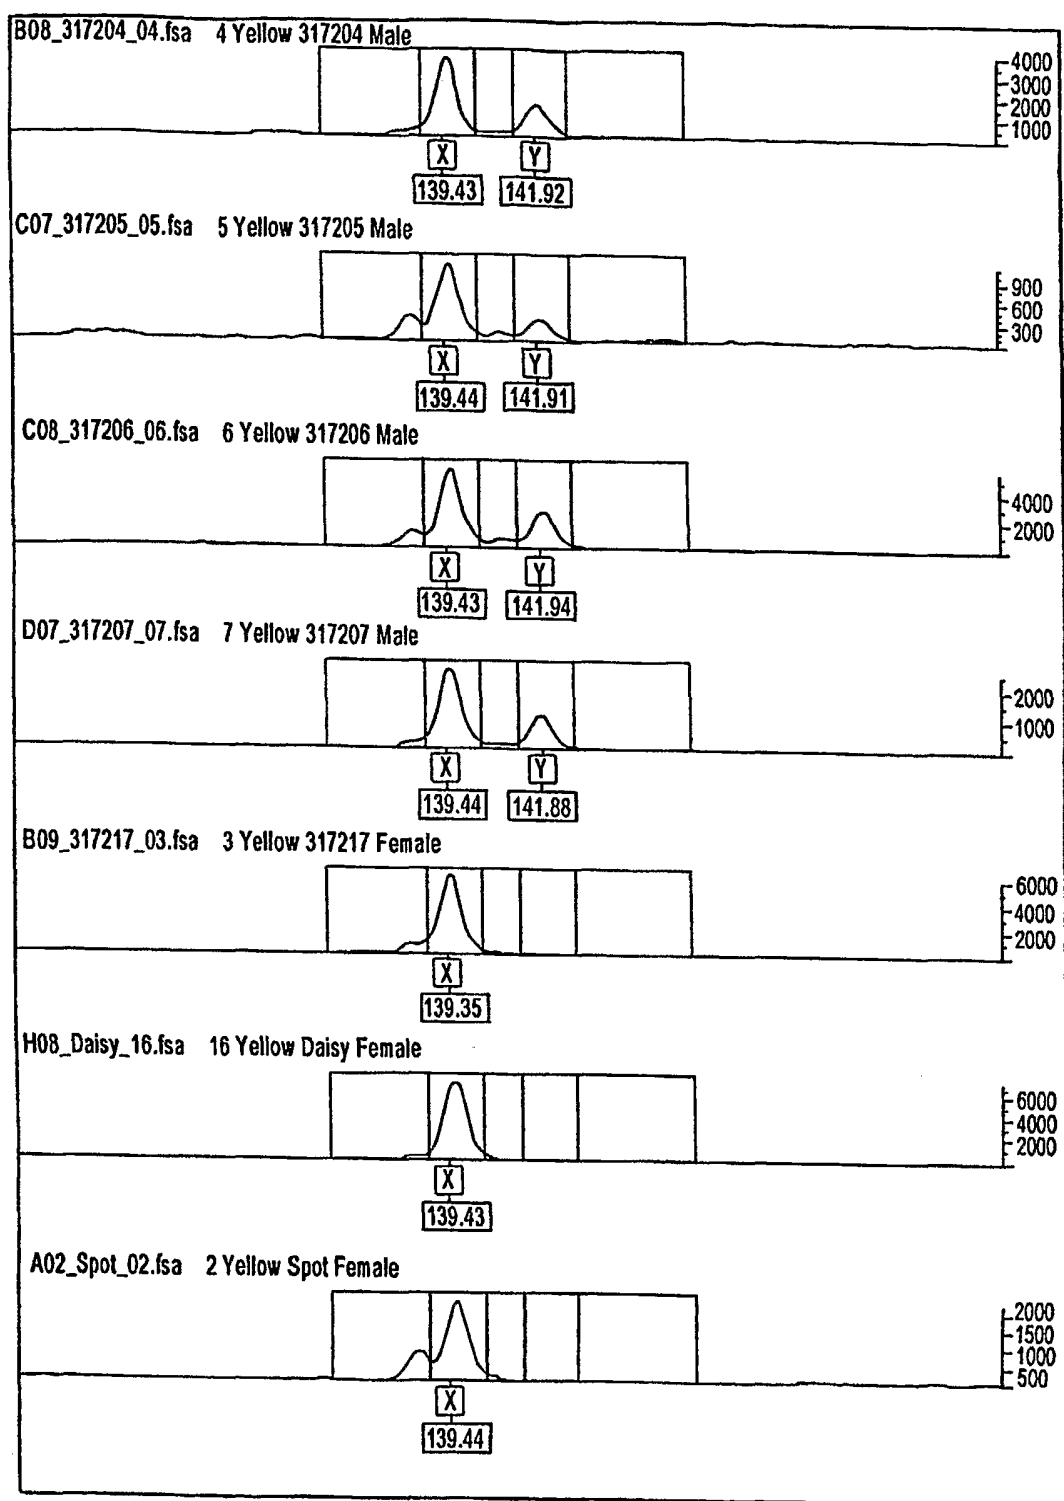 B08_317204_04.fsa 4 Yellow 317204 Male
4000
3000
2000
1000
X Y
139.43 141.92
C07_317205_05.fsa 5 Yellow 317205 Male
900
600
300
X Y
139.44 141.91
C08_317206_06.fsa 6 Yellow 317206 Male
4000
2000
X Y
139.43 141.94
D07_317207_07.fsa 7 Yellow 317207 Male
2000
1000
X Y
139.44 141.88
B09_317217_03.fsa 3 Yellow 317217 Female
6000
4000
2000
X
139.35
H08_Daisy_16.fsa 16 Yellow Daisy Female
6000
4000
2000
X
139.43
A02_Spot_02.fsa 2 Yellow Spot Female
2000
1500
1000
500
X
139.44